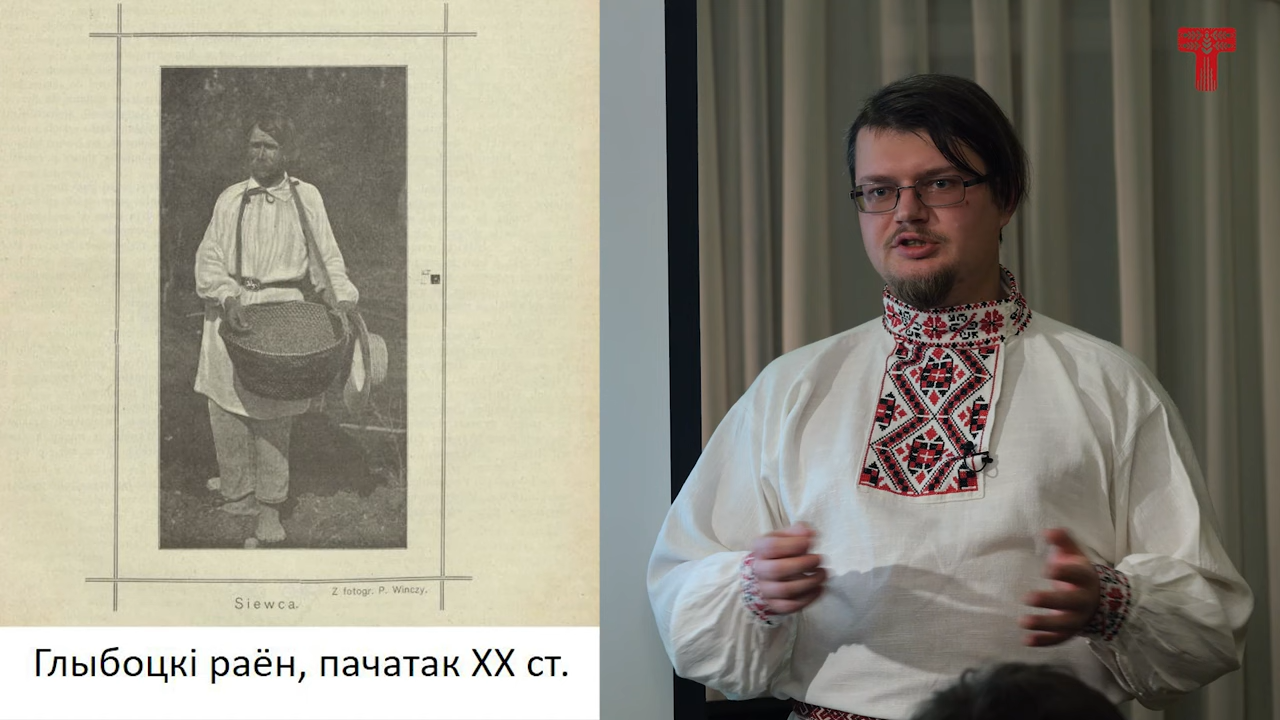 Z fotogr. P. Winczy.
Siewca.
Глыбоцкі раён, пачатак XX ст.